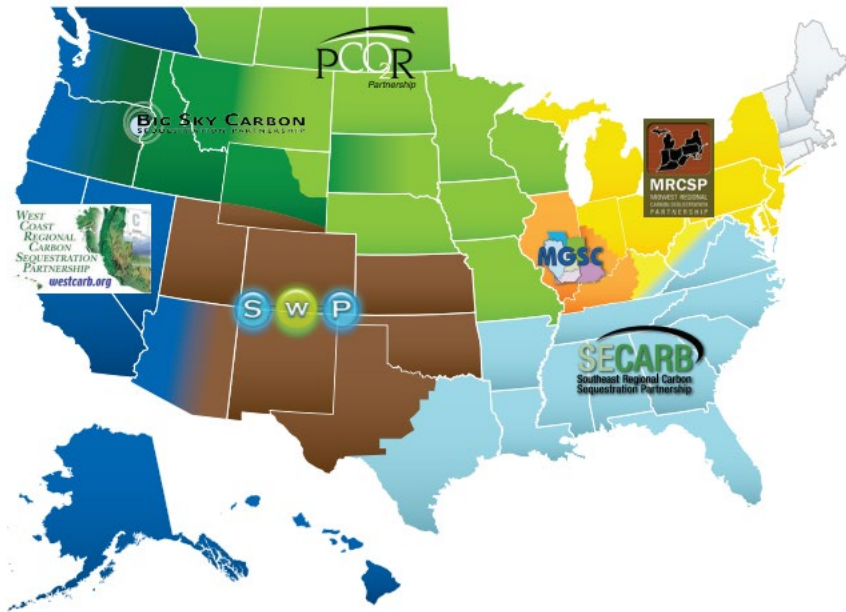 PCO2R
Partnership
BIG SKY CARBON
SEQUESTRATION PARTNERSHIP
MRCSP
MIDWEST REGIONAL
CARBON SEQUESTRATION
PARTNERSHIP
WEST
COAST
REGIONAL
CARBON
SEQUESTRATION
PARTNERSHIP
westcarb.org
MGSC
S W P
SECARB
Southeast Regional Carbon
Sequestration Partnership